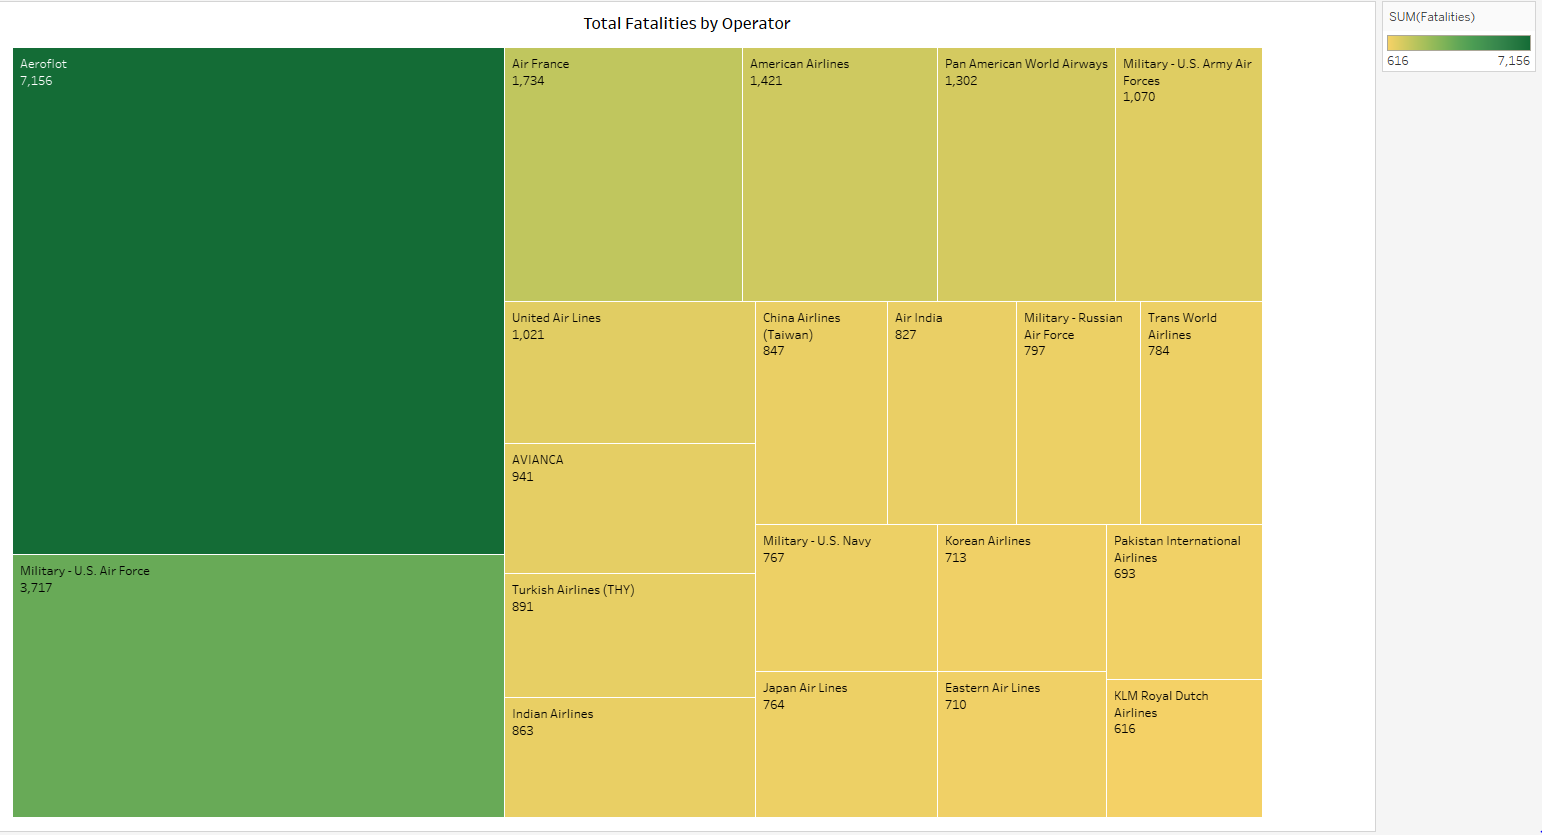 Total Fatalities by Operator
SUM(Fatalities)
616 7,156
Aeroflot
7,156
Military - U.S. Air Force
3,717
Air France
1,734
American Airlines
1,421
Pan American World Airways
1,302
Military - U.S. Army Air
Forces
1,070
United Air Lines
1,021
AVIANCA
941
Turkish Airlines (THY)
891
Indian Airlines
863
China Airlines
(Taiwan)
847
Air India
827
Military - Russian
Air Force
797
Trans World
Airlines
784
Military - U.S. Navy
767
Japan Air Lines
764
Korean Airlines
713
Eastern Air Lines
710
Pakistan International
Airlines
693
KLM Royal Dutch
Airlines
616